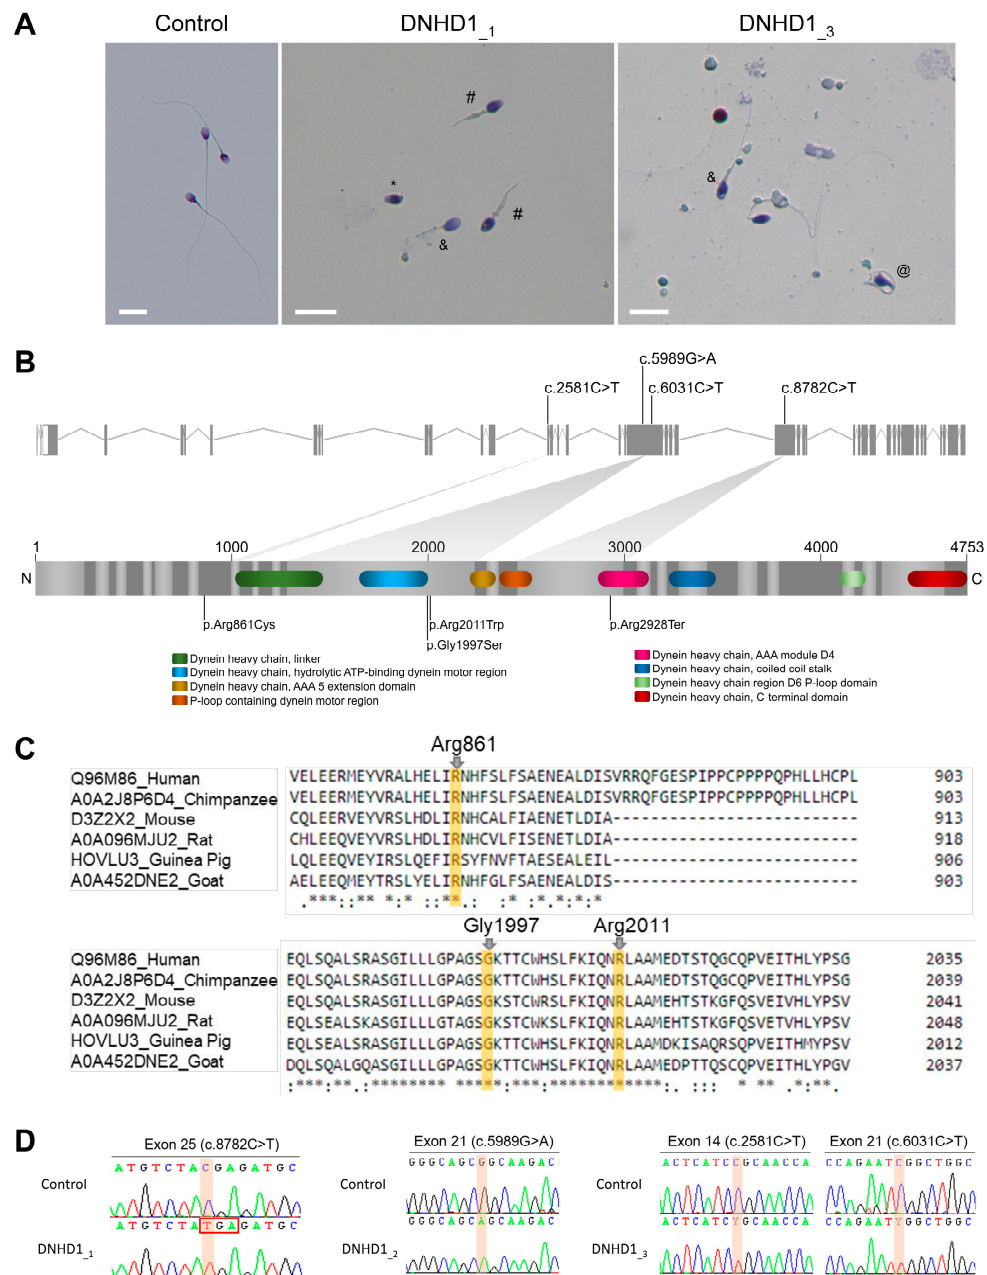 A
Control
DNHD1_1
DNHD1_3
#
*
#
&
&
@
B
c.5989G>A
c.2581C>T
c.6031C>T
c.8782C>T
1 1000 2000 3000 4000 4753
N C
p.Arg861Cys
p.Arg2011Trp
p.Arg2928Ter
p.Gly1997Ser
Dynein heavy chain, linker
Dynein heavy chain, hydrolytic ATP-binding dynein motor region
Dynein heavy chain, AAA 5 extension domain
P-loop containing dynein motor region
Dynein heavy chain, AAA module D4
Dynein heavy chain, coiled coil stalk
Dynein heavy chain region D6 P-loop domain
Dynein heavy chain, C terminal domain
C
Arg861
Q96M86_Human VELEERMEYVRALHELIRNHFSLFSAENEALDISVRRQFGESPIPPCPPPPQPHLLHCPL 903
A0A2J8P6D4_Chimpanzee VELEERMEYVRALHELIRNHFSLFSAENEALDISVRRQFGESPIPPCPPPPQPHLLHCPL 903
D3Z2X2_Mouse CQLEERVEYVRSLHDLIRNHCALFIAENETLDIA-------------------------- 913
A0A096MJU2_Rat CHLEEQVEYVRSLHDLIRNHCVLFISENETLDIA-------------------------- 918
HOVLU3_Guinea Pig LQLEEQVEYIRSLQEFIRSYFNVFTAESEALEIL-------------------------- 906
A0A452DNE2_Goat AELEEQMEYTRSLYELIRNHFGLFSAENEALDIS-------------------------- 903
.***::** *:* ::**.: :* *.*:*
Gly1997 Arg2011
Q96M86_Human EQLSQALSRASGILLLGPAGSGKTTCWHSLFKIQNRLAAMEDTSTQGCQPVEITHLYPSG 2035
A0A2J8P6D4_Chimpanzee EQLSQALSRASGILLLGPAGSGKTTCWHSLFKIQNRLAAMEDTSTQGCQPVEITHLYPSG 2039
D3Z2X2_Mouse EQLSQALSRASGILLLGPAGSGKTSCWRSLFKIQNRLAAMEHTSTKGFQSVEITHLYPSV 2041
A0A096MJU2_Rat EQLSEALSKASGILLLGTAGSGKSTCWKSLFKIQNRLAAMEHTSTKGFQSVETVHLYPSV 2048
HOVLU3_Guinea Pig EQLSEALSRASGILLLGPAGSGKTTCWHSLFKIQNRLAAMDKISAQRSQPVEITHMYPSV 2012
A0A452DNE2_Goat DQLSQALGQASGILLLGPAGSGKTTCWHSLFKIQNRLAAMEDPTTQSCQPVEITHLYPGV 2037
:***:**.:******** *****::**:************:. ::: * ** .*:**.
D
Exon 25 (c.8782C>T) Exon 21 (c.5989G>A) Exon 14 (c.2581C>T) Exon 21 (c.6031C>T)
ATGTCTACGAGATGC GGGCAGCGGCAAGAC ACTCATCCGCAACCA CCAGAATCGGCTGGC
Control Control Control
ATGTCTATGAGATGC GGGCAGCAGCAAGAC ACTCATCYGCAACCA CCAGAATYGGCTGGC
DNHD1_1 DNHD1_2 DNHD1_3